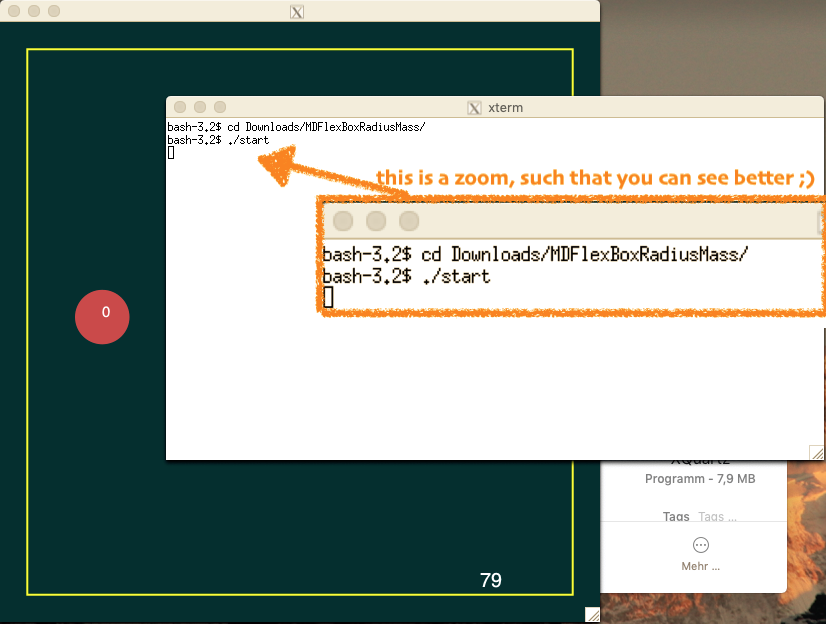 X
X xterm
bash-3.2$ cd Downloads/MDFlexBoxRadiusMass/
bash-3.2$ ./start
this is a zoom, such that you can see better ;)
bash-3.2$ cd Downloads/MDFlexBoxRadiusMass/
bash-3.2$ ./start
0
XQuartz
Programm - 7,9 MB
Tags Tags ...
Mehr ...
79